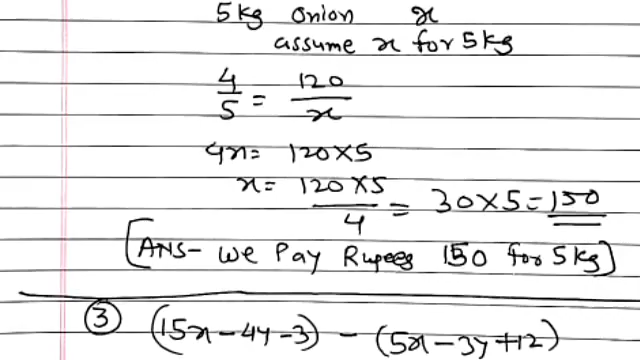 5kg onion x
assume x for 5kg
4/5 = 120/x
4x = 120×5
x = 120×5/4 = 30×5 = 150
[ANS- We Pay Rupees 150 for 5kg]
③ (15x - 4y - 3) - (5x - 3y + 12)